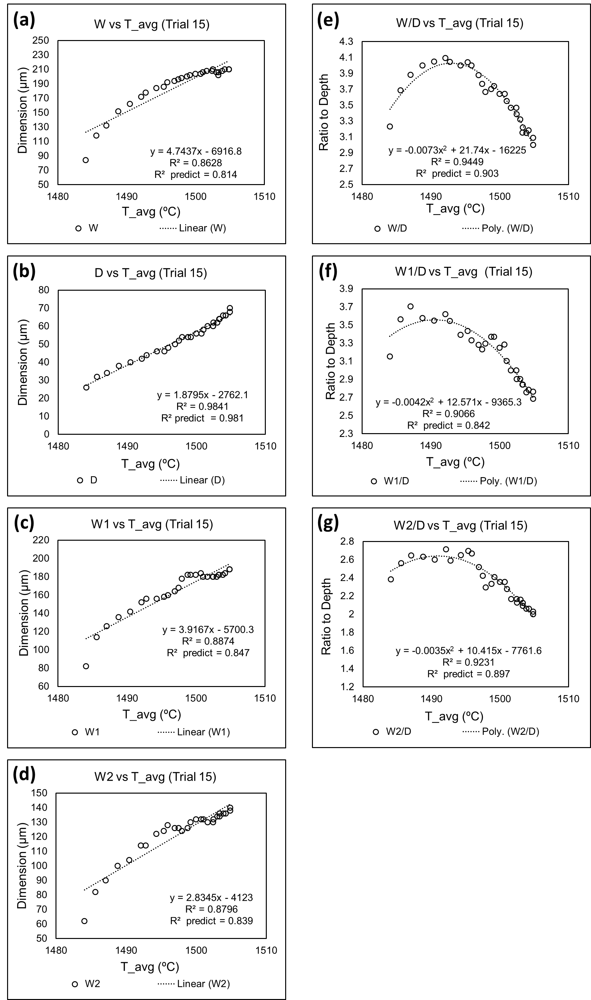 (a)
W vs T_avg (Trial 15)
250
230
210
190
170
150
130
110
90
70
50
Dimension (µm)
y = 4.7437x - 6916.8
R² = 0.8628
R² predict = 0.814
1480 1490 1500 1510
T_avg (ºC)
W Linear (W)
(e)
W/D vs T_avg (Trial 15)
4.3
4.1
3.9
3.7
3.5
3.3
3.1
2.9
2.7
2.5
Ratio to Depth
y = -0.0073x² + 21.74x - 16225
R² = 0.9449
R² predict = 0.903
1480 1490 1500 1510
T_avg (ºC)
W/D Poly. (W/D)
(b)
D vs T_avg (Trial 15)
80
70
60
50
40
30
20
10
0
Dimension (µm)
y = 1.8795x - 2762.1
R² = 0.9841
R² predict = 0.981
1480 1490 1500 1510
T_avg (ºC)
D Linear (D)
(f)
W1/D vs T_avg (Trial 15)
3.9
3.7
3.5
3.3
3.1
2.9
2.7
2.5
2.3
Ratio to Depth
y = -0.0042x² + 12.571x - 9365.3
R² = 0.9066
R² predict = 0.842
1480 1490 1500 1510
T_avg (ºC)
W1/D Poly. (W1/D)
(c)
W1 vs T_avg (Trial 15)
220
200
180
160
140
120
100
80
60
Dimension (µm)
y = 3.9167x - 5700.3
R² = 0.8874
R² predict = 0.847
1480 1490 1500 1510
T_avg (ºC)
W1 Linear (W1)
(g)
W2/D vs T_avg (Trial 15)
2.8
2.6
2.4
2.2
2
1.8
1.6
1.4
1.2
Ratio to Depth
y = -0.0035x² + 10.415x - 7761.6
R² = 0.9231
R² predict = 0.897
1480 1490 1500 1510
T_avg (ºC)
W2/D Poly. (W2/D)
(d)
W2 vs T_avg (Trial 15)
150
140
130
120
110
100
90
80
70
60
50
Dimension (µm)
y = 2.8345x - 4123
R² = 0.8796
R² predict = 0.839
1480 1490 1500 1510
T_avg (ºC)
W2 Linear (W2)